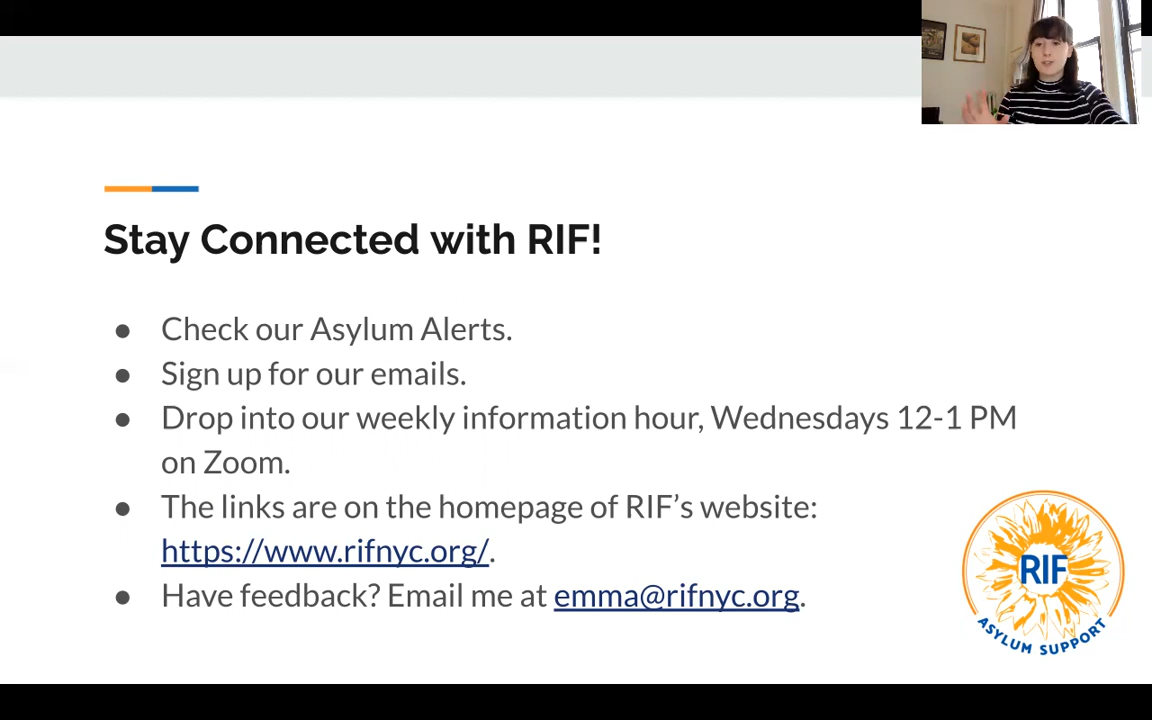 Stay Connected with RIF!
● Check our Asylum Alerts.
● Sign up for our emails.
● Drop into our weekly information hour, Wednesdays 12-1 PM
on Zoom.
● The links are on the homepage of RIF’s website:
https://www.rifnyc.org/.
● Have feedback? Email me at emma@rifnyc.org.
RIF
ASYLUM SUPPORT